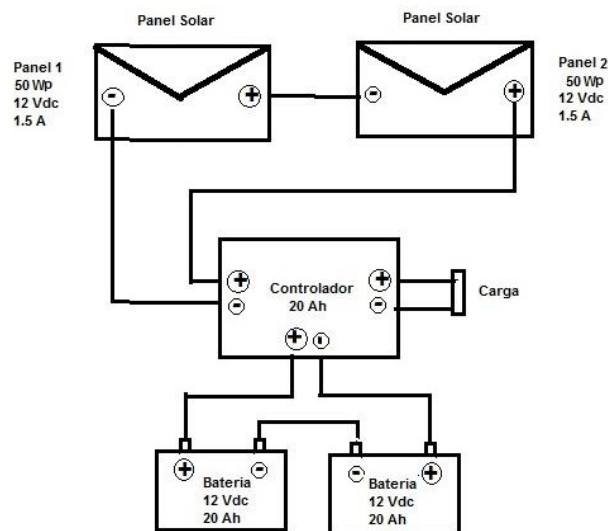 Panel Solar
Panel Solar
Panel 1
50 Wp
12 Vdc
1.5 A
- +
- +
Panel 2
50 Wp
12 Vdc
1.5 A
+
-
Controlador
20 Ah
+
-
Carga
+ -
+ -
Bateria
12 Vdc
20 Ah
- +
Bateria
12 Vdc
20 Ah